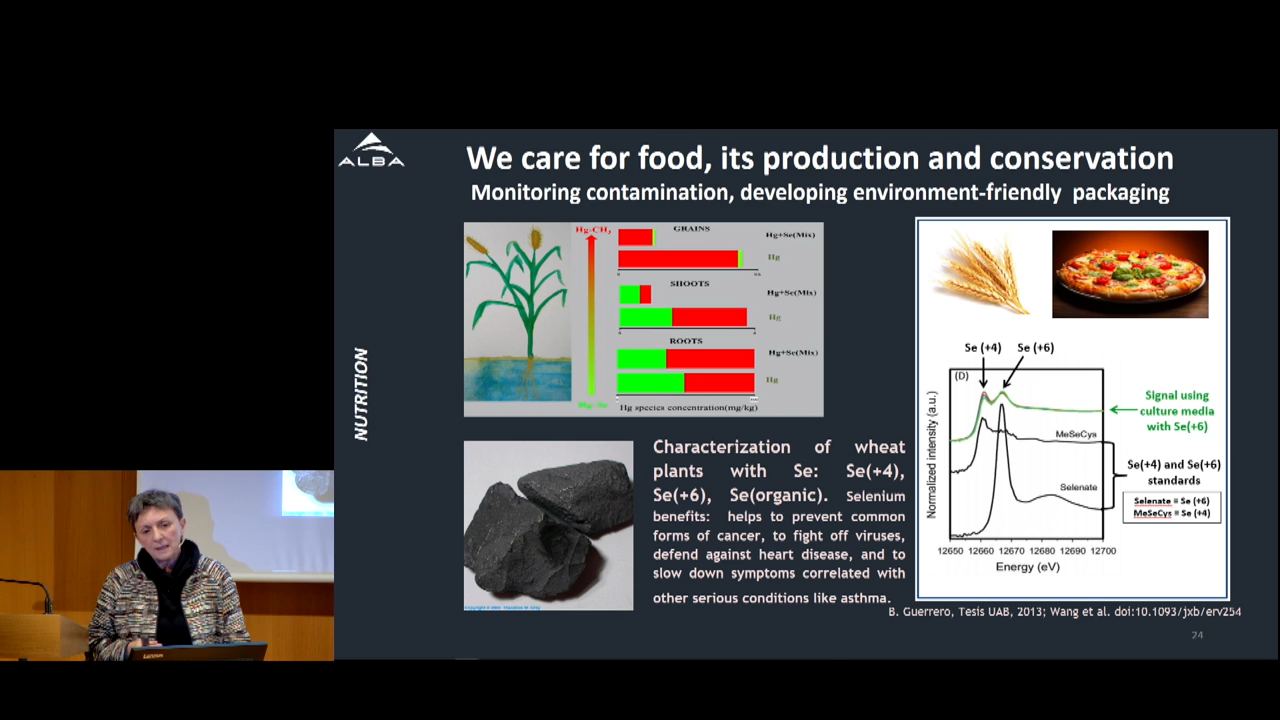 ALBA
We care for food, its production and conservation
Monitoring contamination, developing environment-friendly packaging
NUTRITION
Hg-CH3
GRAINS
Hg+Se(Mix)
Hg
SHOOTS
Hg+Se(Mix)
Hg
ROOTS
Hg+Se(Mix)
Hg
Hg-Se
Hg species concentration(mg/kg)
Characterization of wheat
plants with Se: Se(+4),
Se(+6), Se(organic). Selenium
benefits: helps to prevent common
forms of cancer, to fight off viruses,
defend against heart disease, and to
slow down symptoms correlated with
other serious conditions like asthma.
Se (+4) Se (+6)
(D)
Normalized intensity (a.u.)
MeSeCys
Selenate
12650 12660 12670 12680 12690 12700
Energy (eV)
Signal using
culture media
with Se(+6)
Se(+4) and Se(+6)
standards
Selenate = Se (+6)
MeSeCys = Se (+4)
B. Guerrero, Tesis UAB, 2013; Wang et al. doi:10.1093/jxb/erv254
24
Lenovo